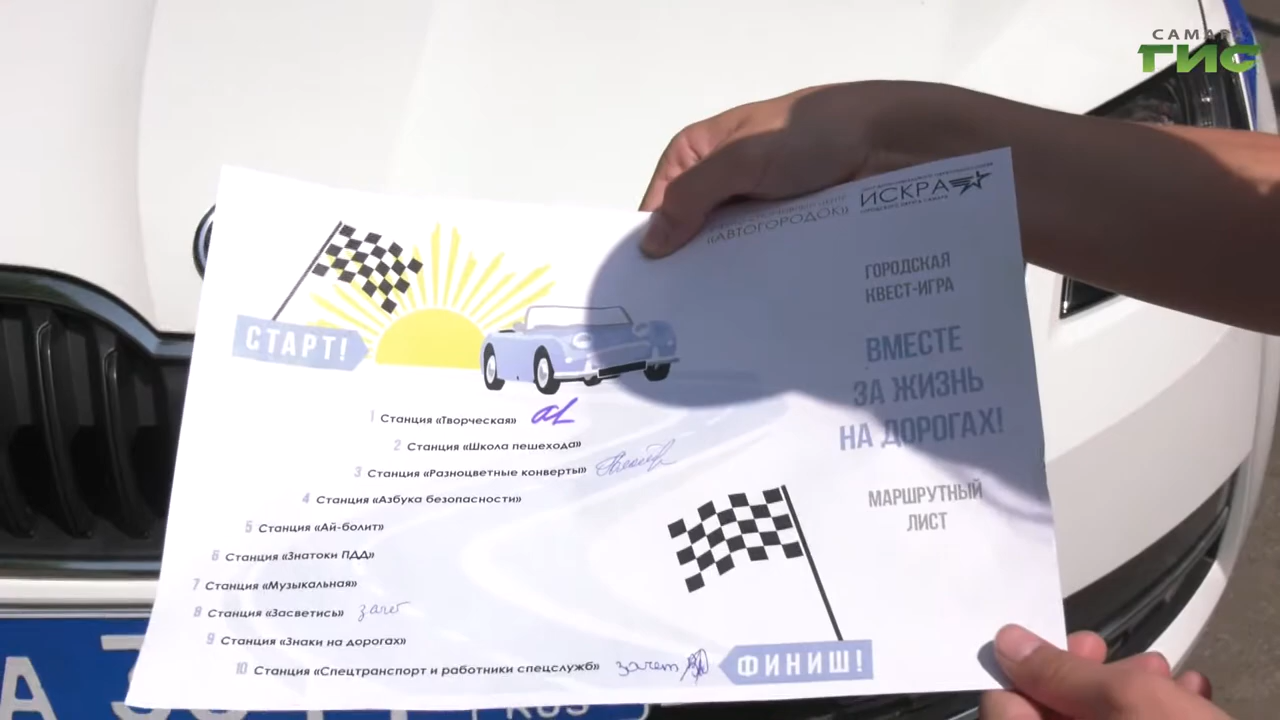 САМАРА
ГИС
«АВТОГОРОДОК»
ИСКРА
ГОРОДСКАЯ
КВЕСТ-ИГРА
ВМЕСТЕ
ЗА ЖИЗНЬ
НА ДОРОГАХ!
МАРШРУТНЫЙ
ЛИСТ
СТАРТ!
1 Станция «Творческая»
2 Станция «Школа пешехода»
3 Станция «Разноцветные конверты»
4 Станция «Азбука безопасности»
5 Станция «Ай-болит»
6 Станция «Знатоки ПДД»
7 Станция «Музыкальная»
8 Станция «Засветись» зачёт
9 Станция «Знаки на дорогах»
10 Станция «Спецтранспорт и работники спецслужб» зачет
ФИНИШ!
RUS